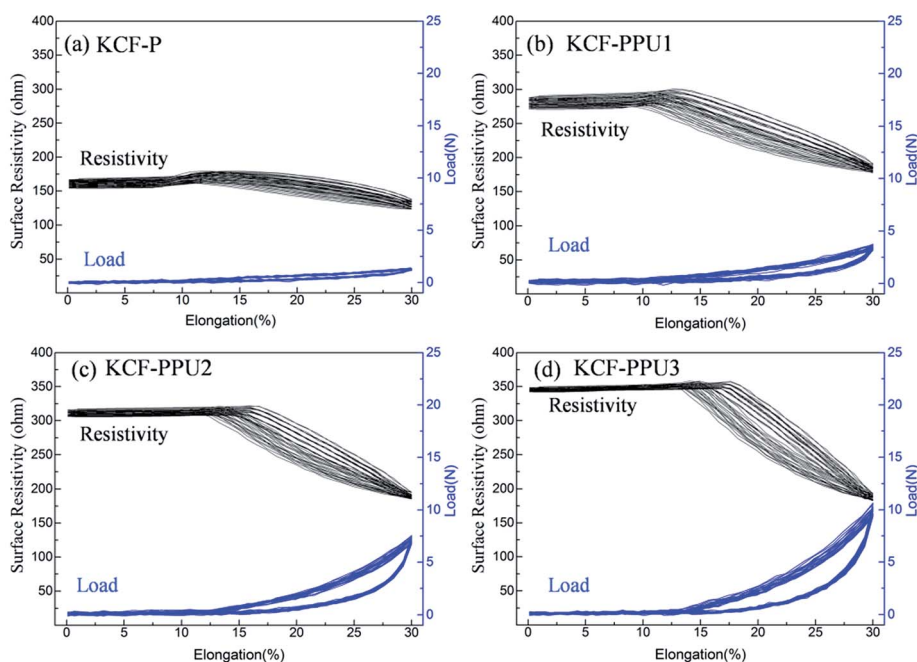 (a) KCF-P
Surface Resistivity (ohm)
400
350
300
250
200
150
100
50
Resistivity
Load
25
20
15
10
5
0
Load(N)
0 5 10 15 20 25 30
Elongation(%)
(b) KCF-PPU1
Surface Resistivity (ohm)
400
350
300
250
200
150
100
50
Resistivity
Load
25
20
15
10
5
0
Load(N)
0 5 10 15 20 25 30
Elongation(%)
(c) KCF-PPU2
Surface Resistivity (ohm)
400
350
300
250
200
150
100
50
Resistivity
Load
25
20
15
10
5
0
Load(N)
0 5 10 15 20 25 30
Elongation(%)
(d) KCF-PPU3
Surface Resistivity (ohm)
400
350
300
250
200
150
100
50
Resistivity
Load
25
20
15
10
5
0
Load(N)
0 5 10 15 20 25 30
Elongation(%)